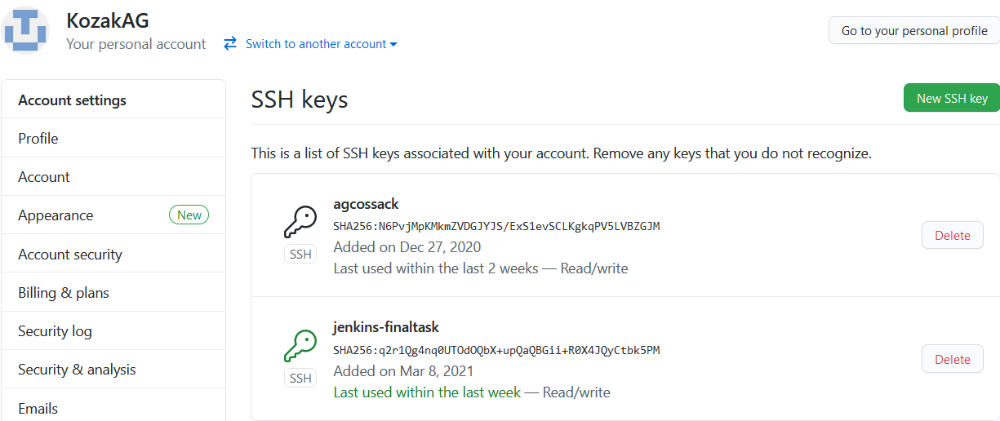 KozakAG
Your personal account
Switch to another account
Go to your personal profile
Account settings
Profile
Account
Appearance New
Account security
Billing & plans
Security log
Security & analysis
Emails
SSH keys
New SSH key
This is a list of SSH keys associated with your account. Remove any keys that you do not recognize.
agcossack
SHA256:N6PvjMpKMkmZVDGJYJS/ExS1evSCLKgkqPV5LVBZGJM
Added on Dec 27, 2020
Last used within the last 2 weeks — Read/write
SSH
Delete
jenkins-finaltask
SHA256:q2r1Qg4nq0UTOdOQbX+upQaQBGii+R0X4JQyCtbk5PM
Added on Mar 8, 2021
Last used within the last week — Read/write
SSH
Delete